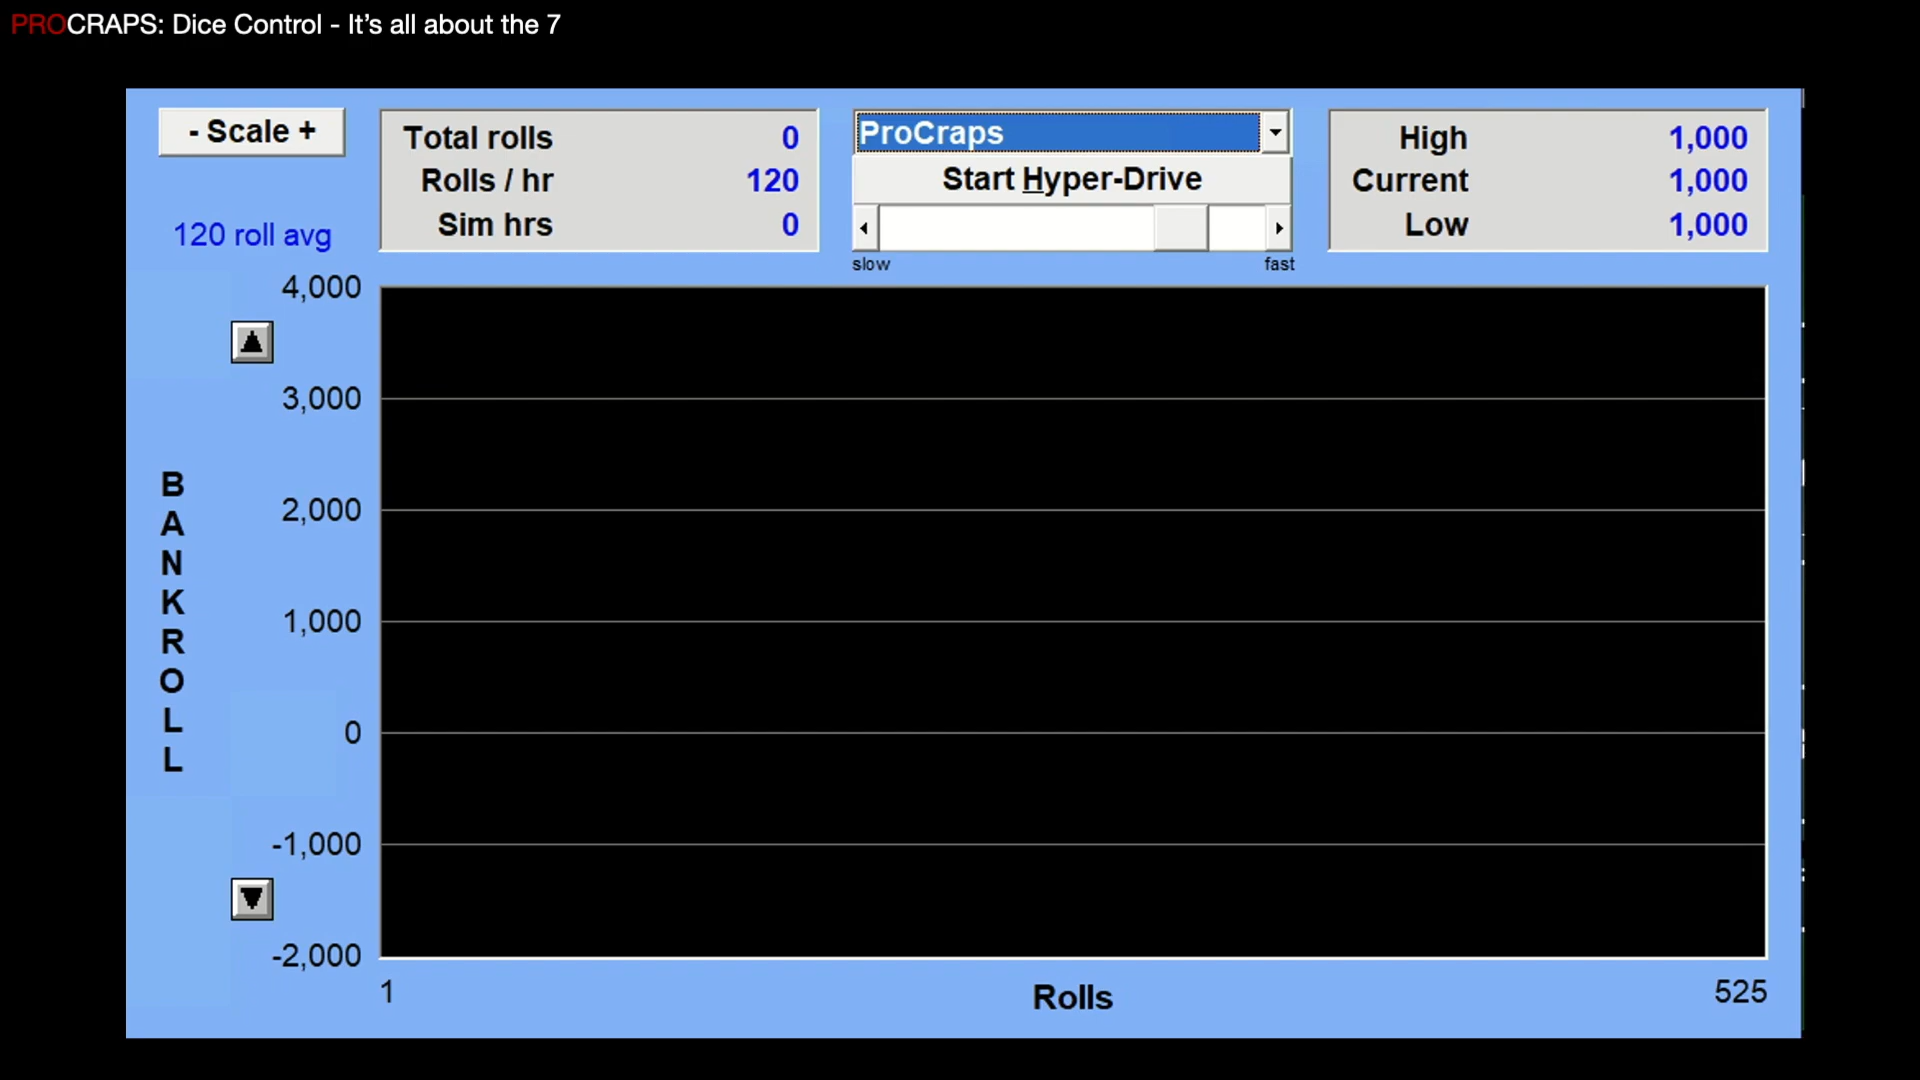 PROCRAPS: Dice Control - It’s all about the 7
- Scale +
Total rolls 0
Rolls / hr 120
Sim hrs 0
ProCraps
Start Hyper-Drive
slow fast
High 1,000
Current 1,000
Low 1,000
120 roll avg
4,000
3,000
2,000
1,000
0
-1,000
-2,000
BANKROLL
1 Rolls 525